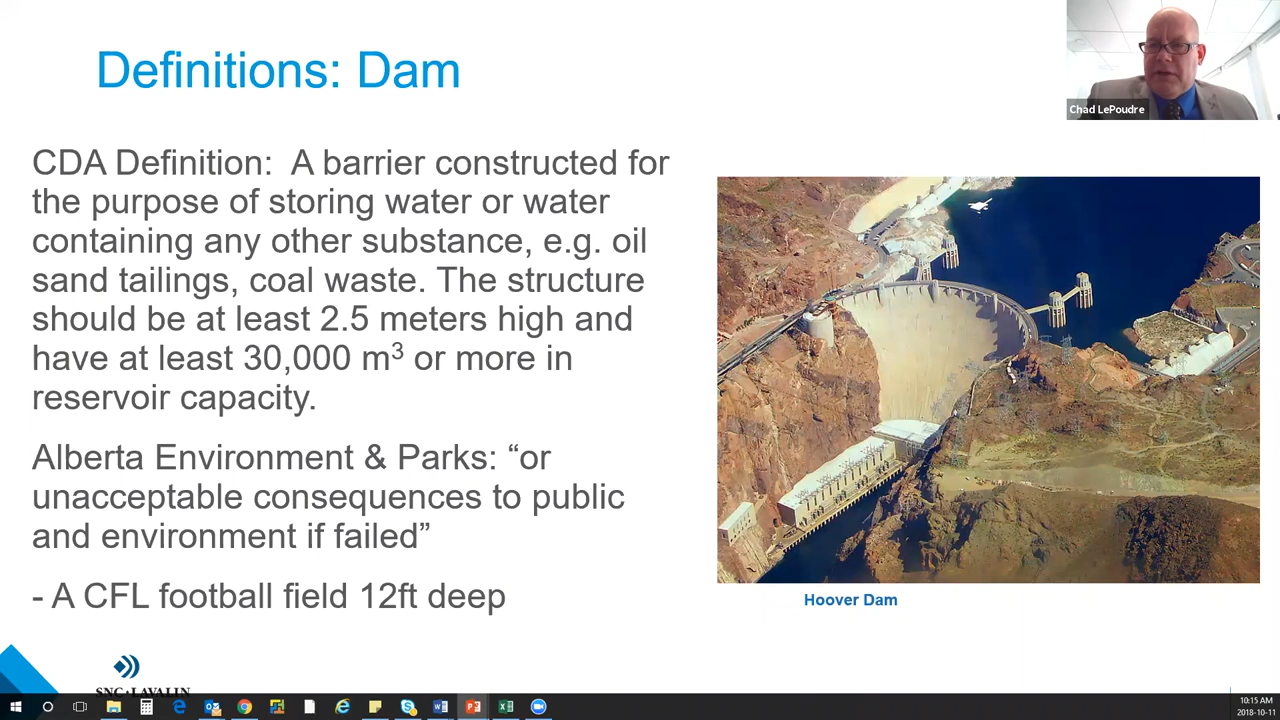 Definitions: Dam
Chad LePoudre
CDA Definition: A barrier constructed for
the purpose of storing water or water
containing any other substance, e.g. oil
sand tailings, coal waste. The structure
should be at least 2.5 meters high and
have at least 30,000 m³ or more in
reservoir capacity.
Alberta Environment & Parks: “or
unacceptable consequences to public
and environment if failed”
- A CFL football field 12ft deep
Hoover Dam
SNC•LAVALIN
10:15 AM
2018-10-11